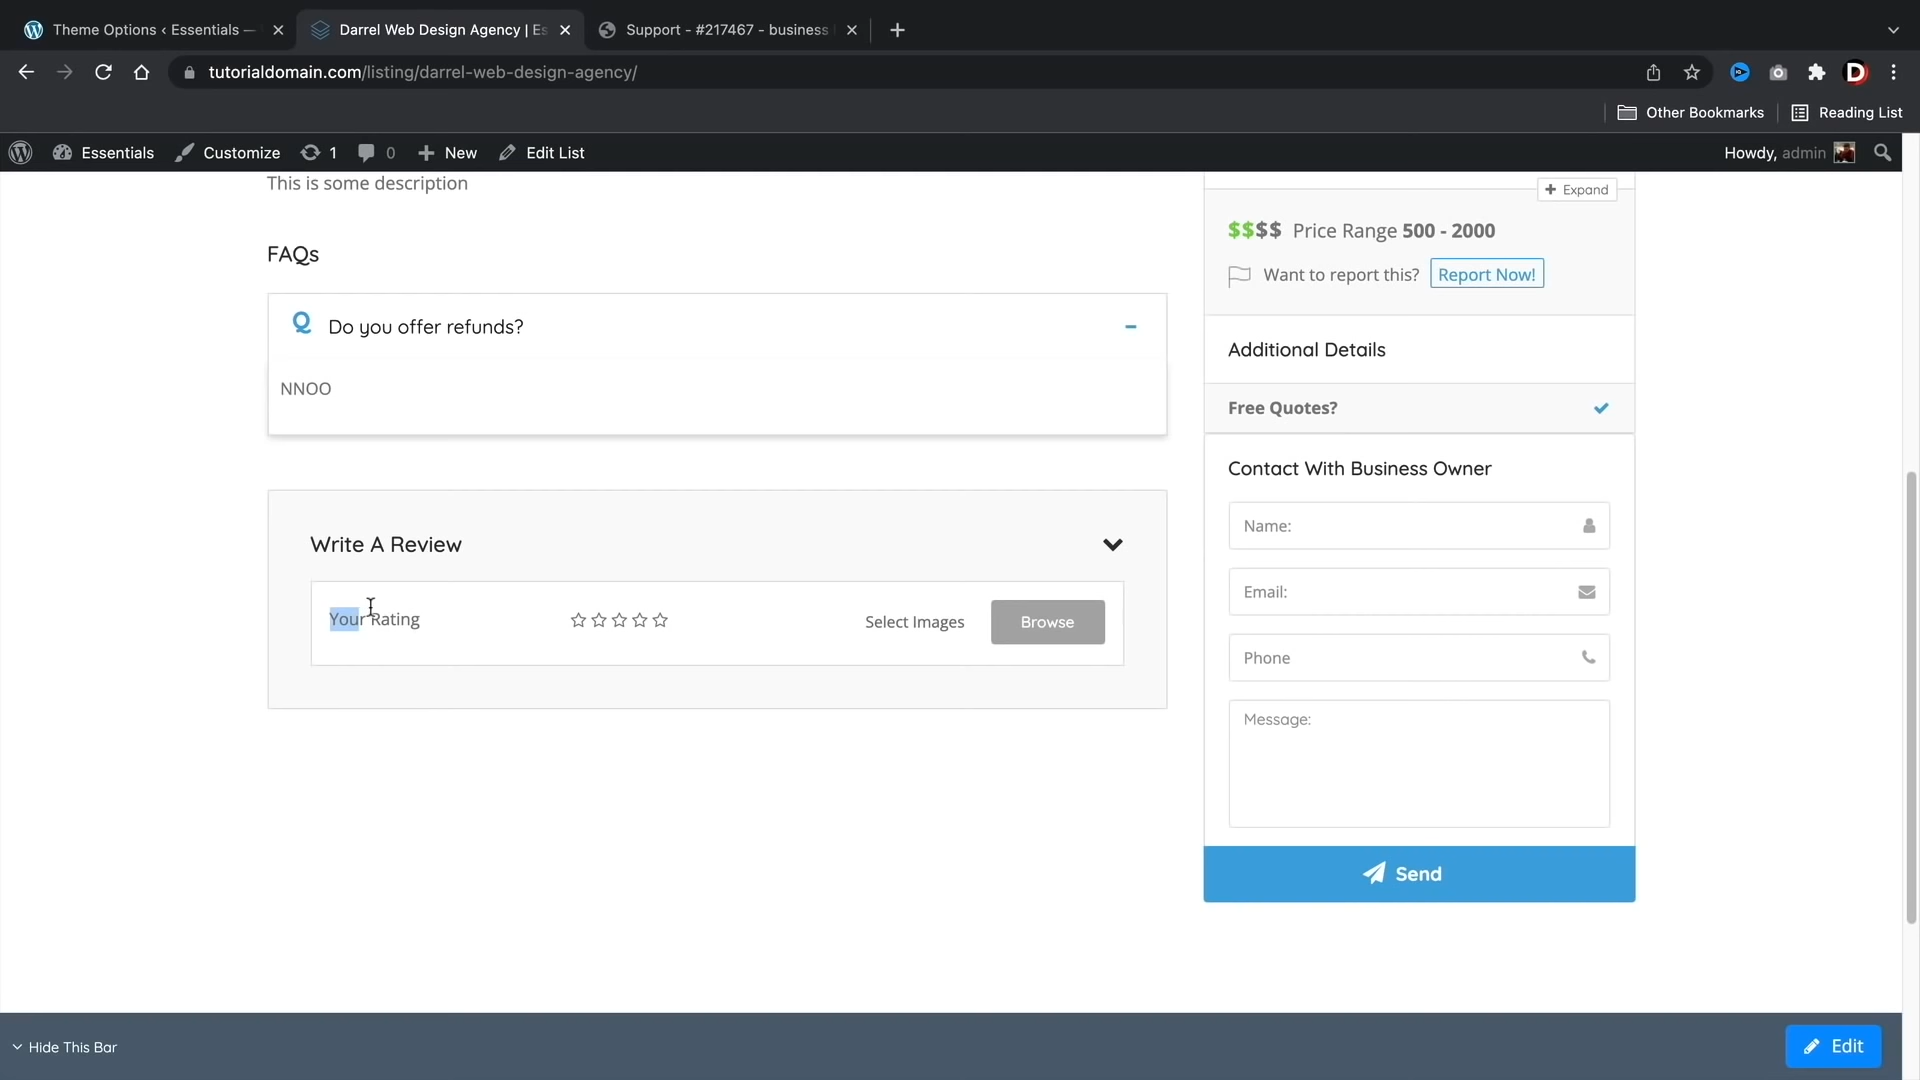 Theme Options ‹ Essentials —
Darrel Web Design Agency | Es
Support - #217467 - business
tutorialdomain.com/listing/darrel-web-design-agency/
Other Bookmarks
Reading List
Essentials
Customize
1
0
New
Edit List
Howdy, admin
This is some description
FAQs
Q Do you offer refunds?
NNOO
Write A Review
Your Rating
Select Images
Browse
Expand
$$$$ Price Range 500 - 2000
Want to report this? Report Now!
Additional Details
Free Quotes?
Contact With Business Owner
Name:
Email:
Phone
Message:
Send
Hide This Bar
Edit